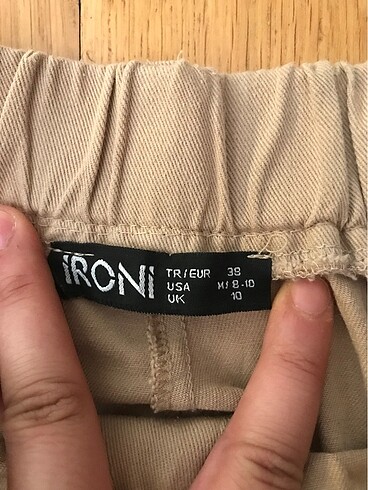 iRONi
TR/EUR 38
USA M/8-10
UK 10